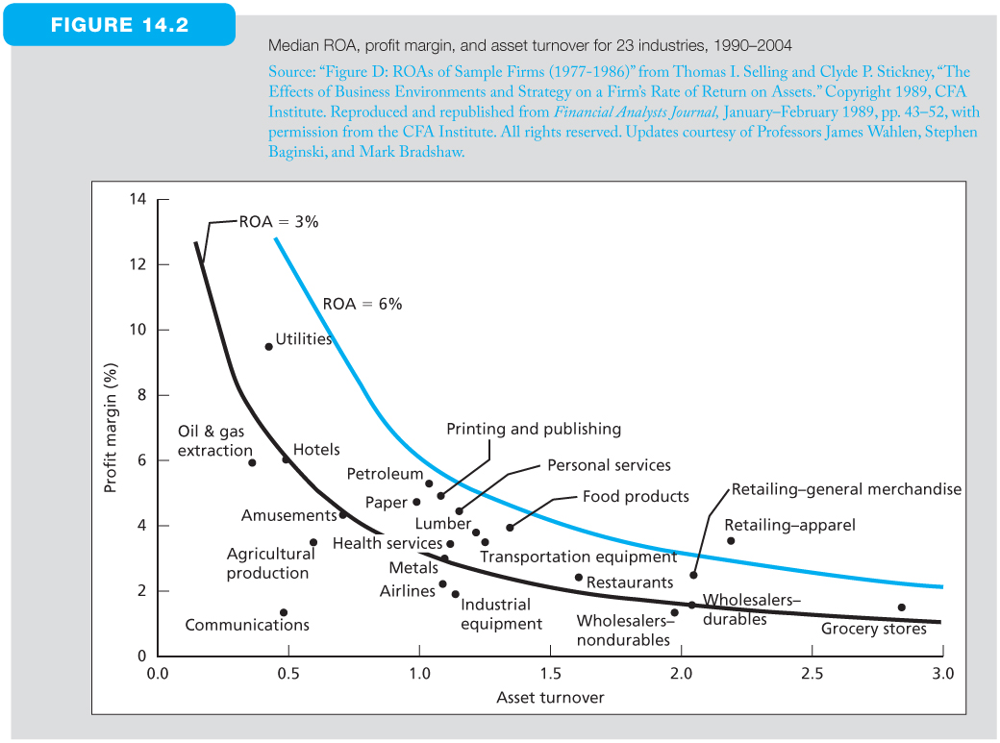 FIGURE 14.2
Median ROA, profit margin, and asset turnover for 23 industries, 1990–2004
Source: “Figure D: ROAs of Sample Firms (1977-1986)” from Thomas I. Selling and Clyde P. Stickney, “The
Effects of Business Environments and Strategy on a Firm’s Rate of Return on Assets.” Copyright 1989, CFA
Institute. Reproduced and republished from Financial Analysts Journal, January–February 1989, pp. 43–52, with
permission from the CFA Institute. All rights reserved. Updates courtesy of Professors James Wahlen, Stephen
Baginski, and Mark Bradshaw.
14
ROA = 3%
12
ROA = 6%
10
Utilities
8
Profit margin (%)
Printing and publishing
Oil & gas
extraction
Hotels
6
Petroleum
Personal services
Retailing–general merchandise
Paper
Food products
Amusements
Lumber
Retailing–apparel
4
Health services
Agricultural
production
Transportation equipment
Metals
Airlines
Restaurants
2
Industrial
equipment
Wholesalers–
durables
Communications
Wholesalers–
nondurables
Grocery stores
0
0.0
0.5
1.0
1.5
2.0
2.5
3.0
Asset turnover